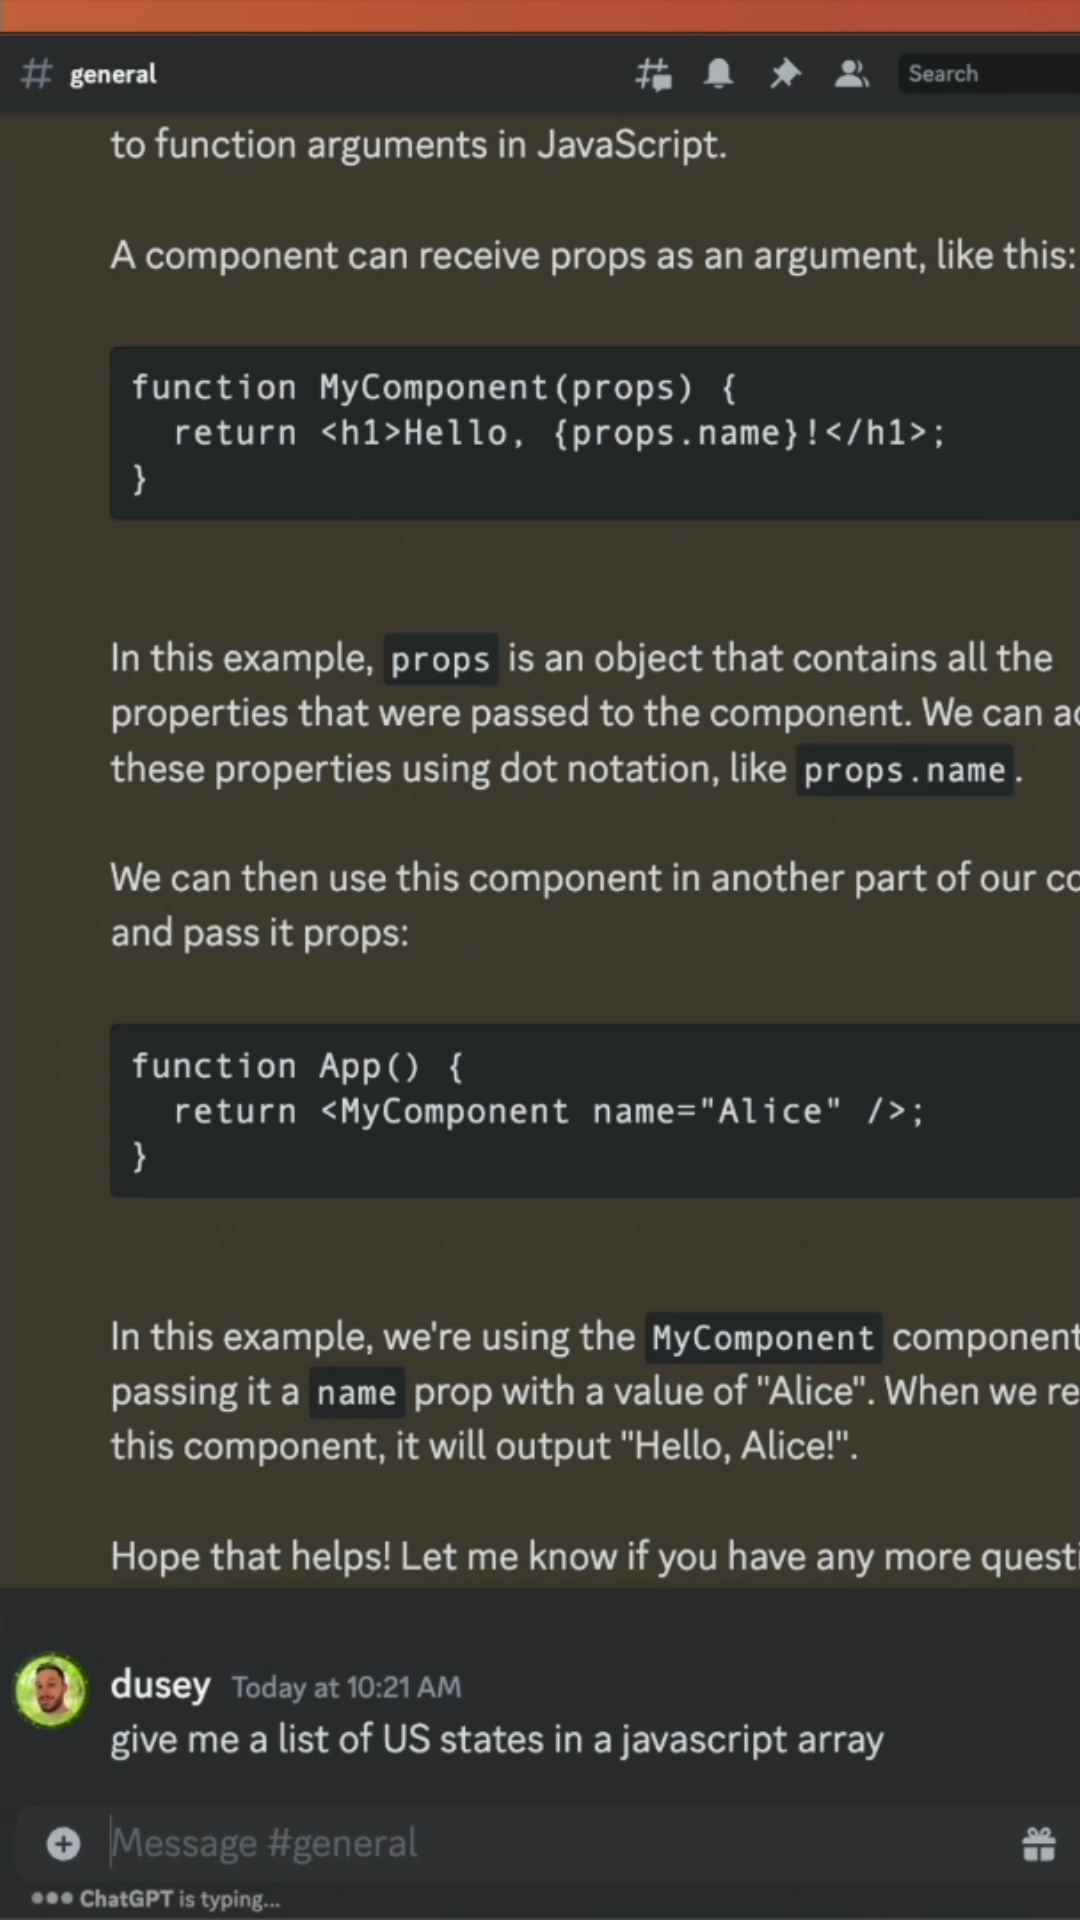 # general
Search
to function arguments in JavaScript.
A component can receive props as an argument, like this:
function MyComponent(props) {
  return <h1>Hello, {props.name}!</h1>;
}
In this example, props is an object that contains all the
properties that were passed to the component. We can
these properties using dot notation, like props.name.
We can then use this component in another part of our
and pass it props:
function App() {
  return <MyComponent name="Alice" />;
}
In this example, we're using the MyComponent component
passing it a name prop with a value of "Alice". When we
this component, it will output "Hello, Alice!".
Hope that helps! Let me know if you have any more
dusey Today at 10:21 AM
give me a list of US states in a javascript array
Message #general
ChatGPT is typing...